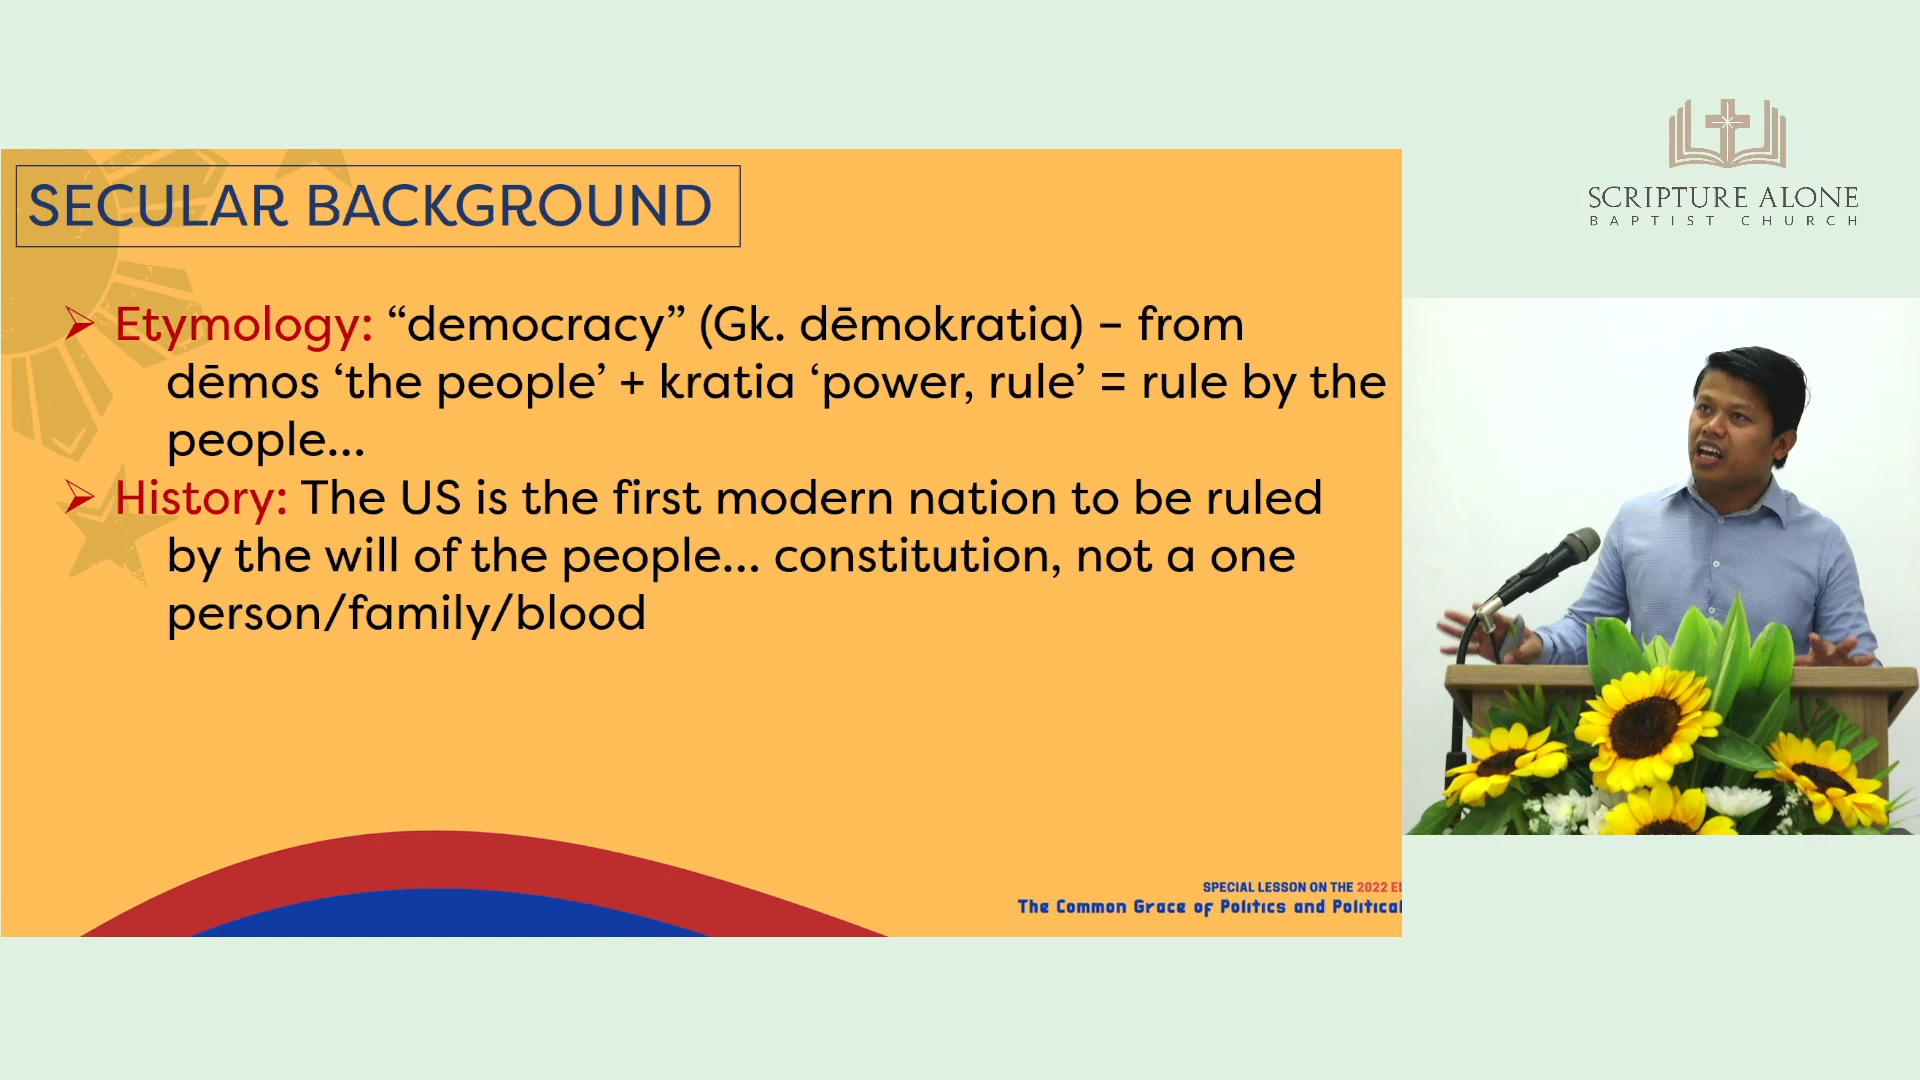 SECULAR BACKGROUND
➢ Etymology: “democracy” (Gk. dēmokratia) – from
dēmos ‘the people’ + kratia ‘power, rule’ = rule by the
people...
➢ History: The US is the first modern nation to be ruled
by the will of the people... constitution, not a one
person/family/blood
SPECIAL LESSON ON THE 2022 EL
The Common Grace of Politics and Political
SCRIPTURE ALONE
BAPTIST CHURCH